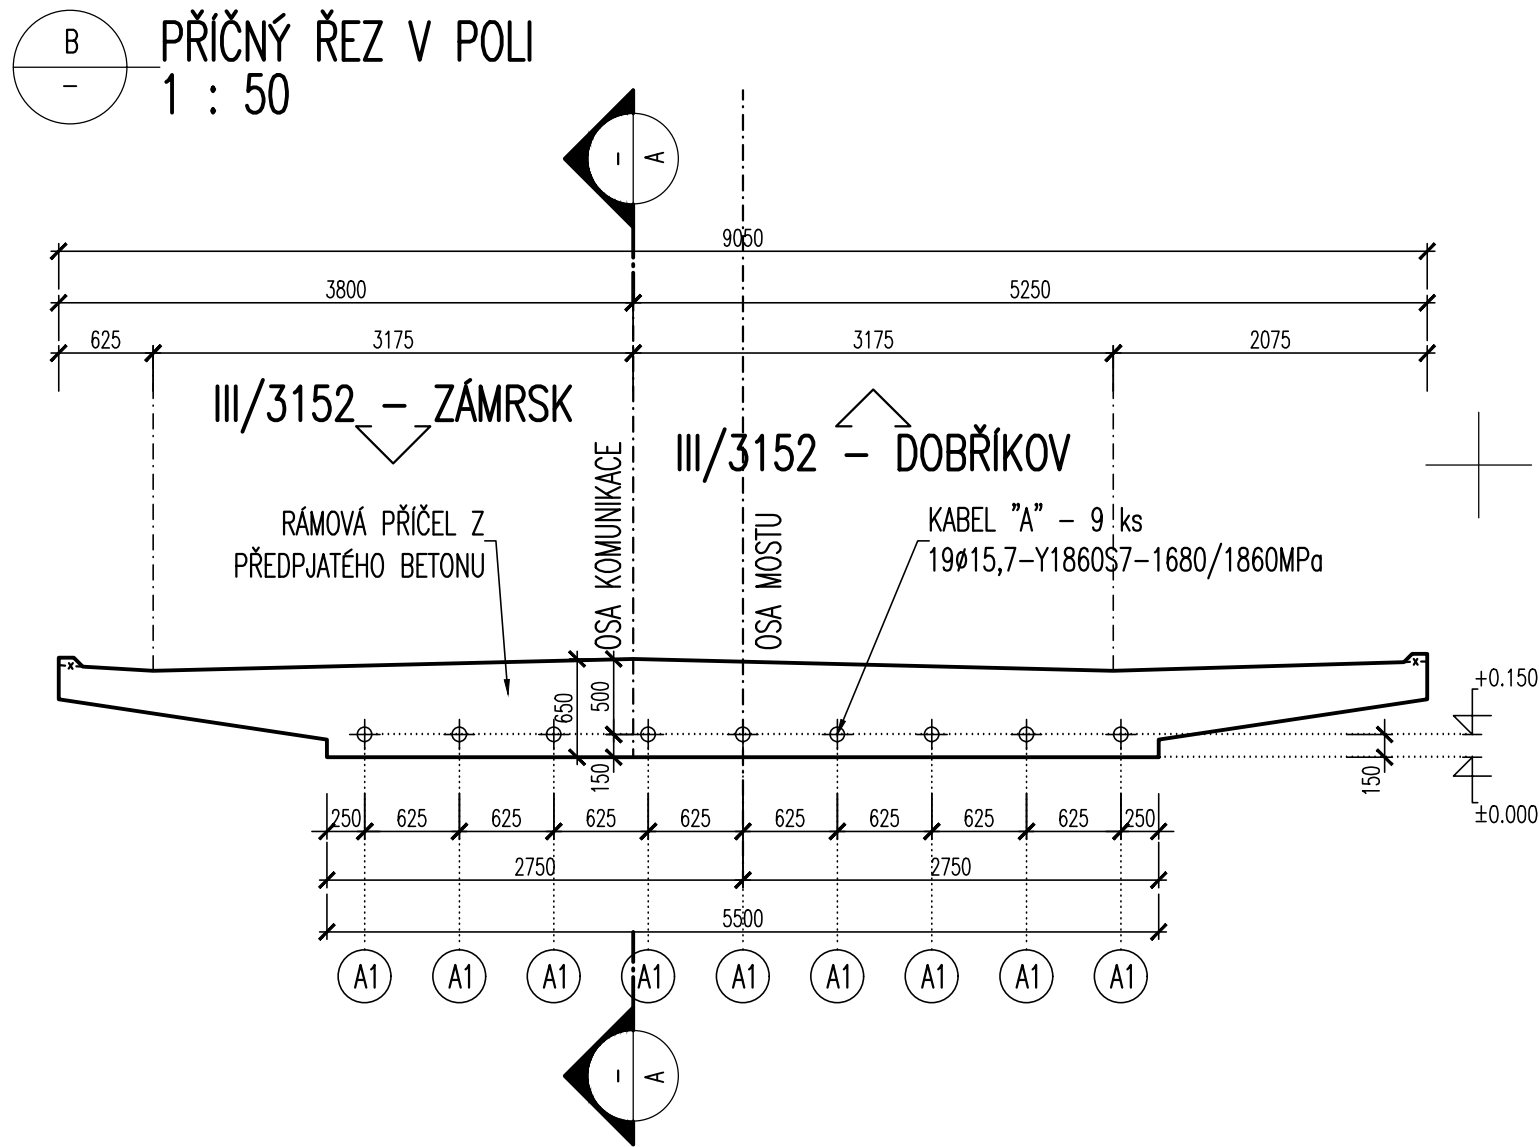 B
–
PŘÍČNÝ ŘEZ V POLI
1 : 50
–
A
9050
3800
5250
625
3175
3175
2075
III/3152 – ZÁMRSK
III/3152 – DOBŘÍKOV
OSA KOMUNIKACE
OSA MOSTU
RÁMOVÁ PŘÍČEL Z
PŘEDPJATÉHO BETONU
KABEL "A" – 9 ks
19ø15,7–Y1860S7–1680/1860MPa
x
x
650
500
150
+0.150
150
±0.000
250
625
625
625
625
625
625
625
625
250
2750
2750
5500
A1
A1
A1
A1
A1
A1
A1
A1
A1
–
A